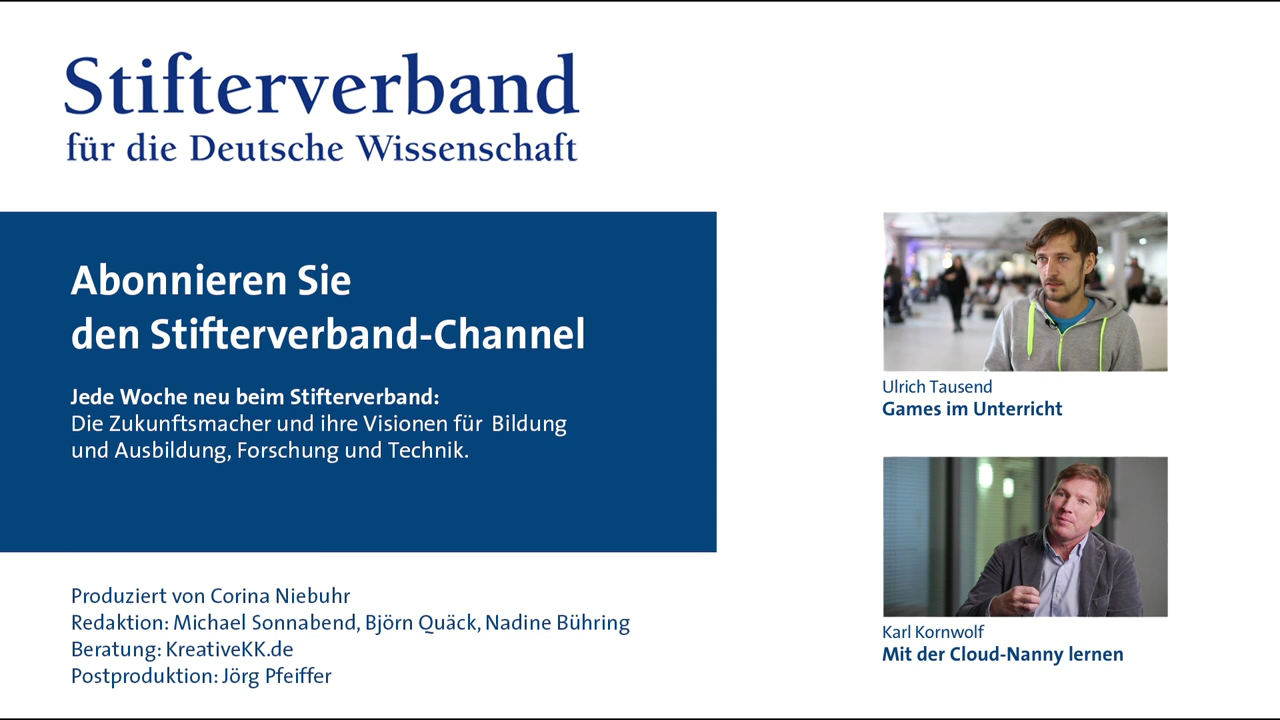 Stifterverband
für die Deutsche Wissenschaft
Abonnieren Sie
den Stifterverband-Channel
Jede Woche neu beim Stifterverband:
Die Zukunftsmacher und ihre Visionen für Bildung
und Ausbildung, Forschung und Technik.
Produziert von Corina Niebuhr
Redaktion: Michael Sonnabend, Björn Quäck, Nadine Bühring
Beratung: KreativeKK.de
Postproduktion: Jörg Pfeiffer
Ulrich Tausend
Games im Unterricht
Karl Kornwolf
Mit der Cloud-Nanny lernen